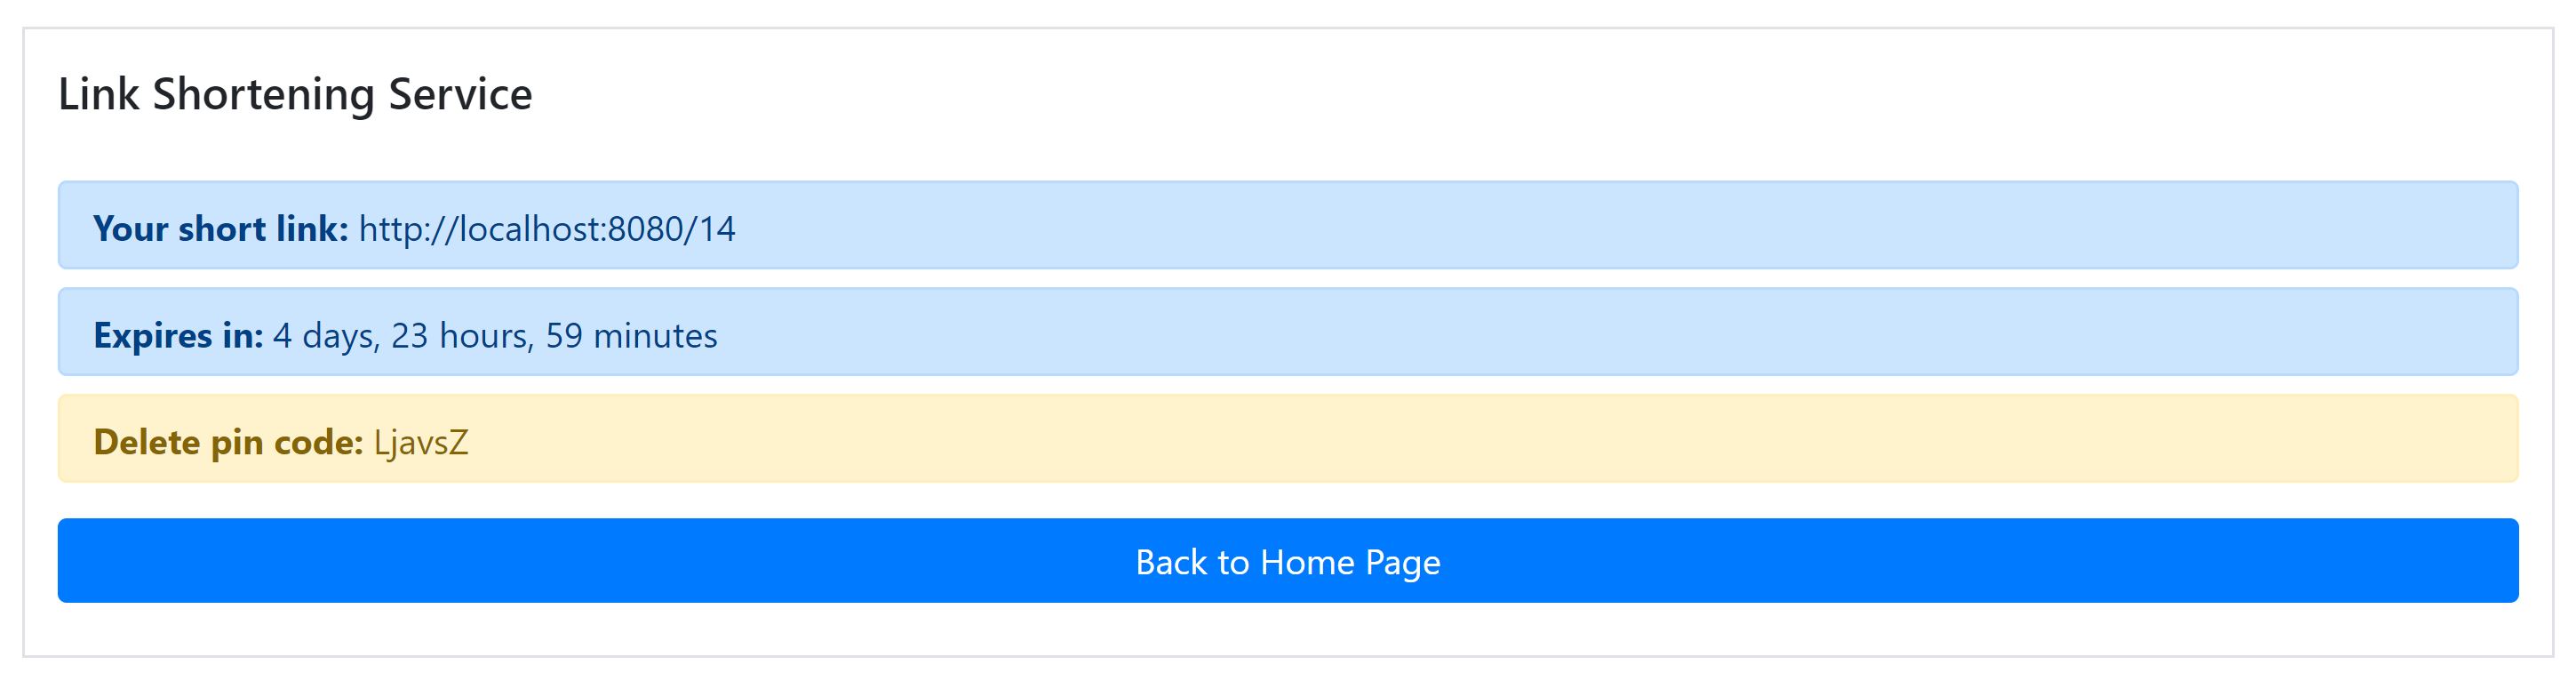 Link Shortening Service
Your short link: http://localhost:8080/14
Expires in: 4 days, 23 hours, 59 minutes
Delete pin code: LjavsZ
Back to Home Page